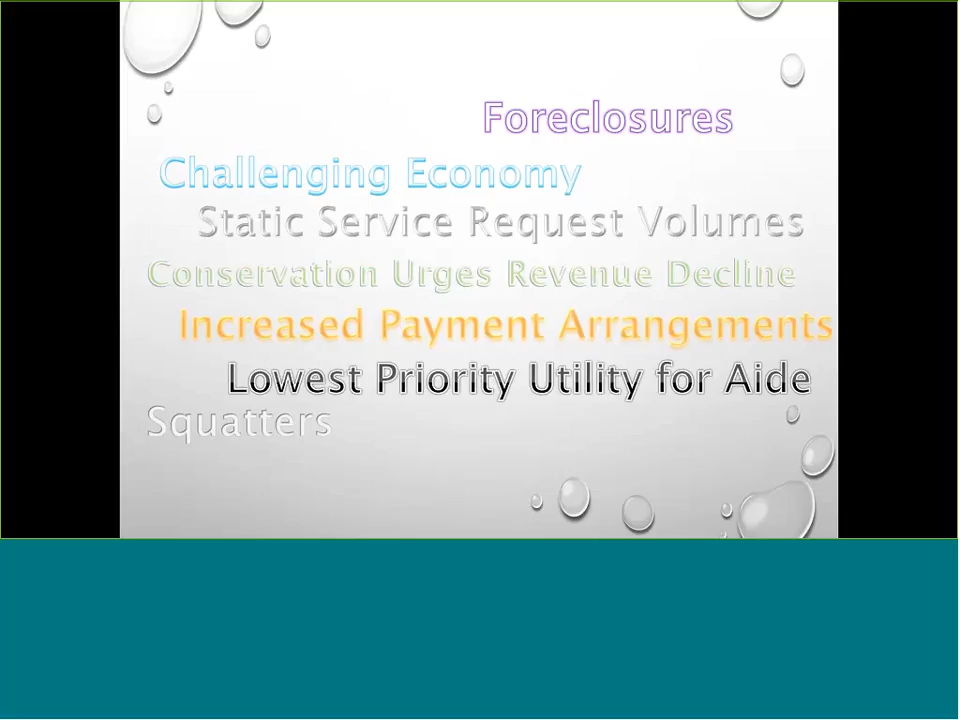 Foreclosures
Challenging Economy
Static Service Request Volumes
Conservation Urges Revenue Decline
Increased Payment Arrangements
Lowest Priority Utility for Aide
Squatters